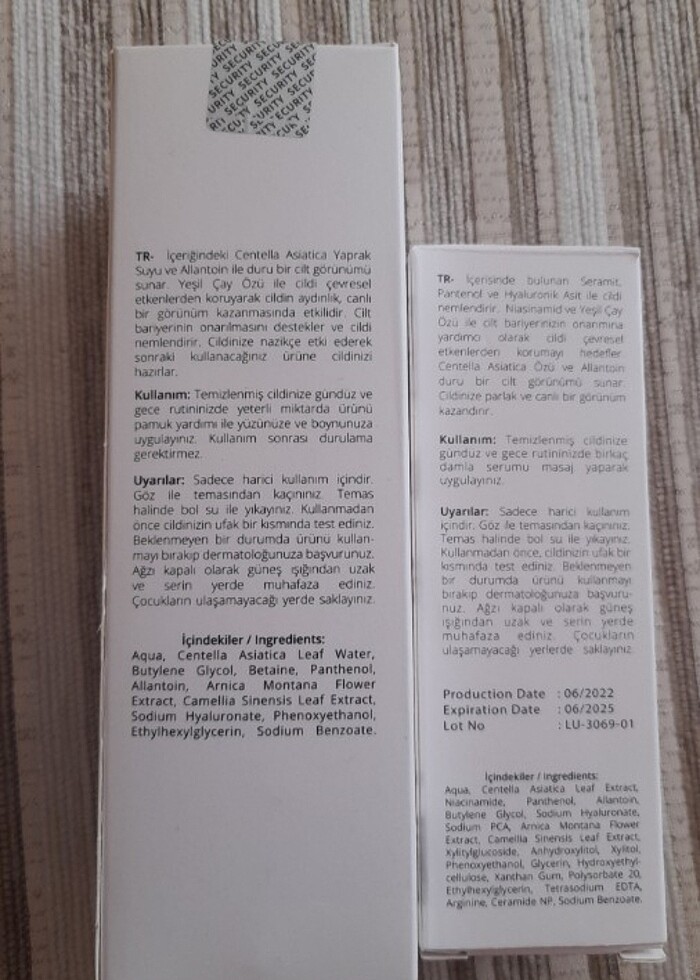 SECURITY SECURITY SECURITY
TR- İçeriğindeki Centella Asiatica Yaprak
Suyu ve Allantoin ile duru bir cilt görünümü
sunar. Yeşil Çay Özü ile cildi çevresel
etkenlerden koruyarak cildin aydınlık, canlı
bir görünüm kazanmasında etkilidir. Cilt
bariyerinin onarılmasını destekler ve cildi
nemlendirir. Cildinize nazikçe etki ederek
sonraki kullanacağınız ürüne cildinizi
hazırlar.
Kullanım: Temizlenmiş cildinize gündüz ve
gece rutininizde yeterli miktarda ürünü
pamuk yardımı ile yüzünüze ve boynunuza
uygulayınız. Kullanım sonrası durulama
gerektirmez.
Uyarılar: Sadece harici kullanım içindir.
Göz ile temasından kaçınınız. Temas
halinde bol su ile yıkayınız. Kullanmadan
önce cildinizin ufak bir kısmında test ediniz.
Beklenmeyen bir durumda ürünü kullan-
mayı bırakıp dermatoloğunuza başvurunuz.
Ağzı kapalı olarak güneş ışığından uzak
ve serin yerde muhafaza ediniz.
Çocukların ulaşamayacağı yerde saklayınız.
İçindekiler / Ingredients:
Aqua, Centella Asiatica Leaf Water,
Butylene Glycol, Betaine, Panthenol,
Allantoin, Arnica Montana Flower
Extract, Camellia Sinensis Leaf Extract,
Sodium Hyaluronate, Phenoxyethanol,
Ethylhexylglycerin, Sodium Benzoate.
TR- İçerisinde bulunan Seramit,
Pantenol ve Hyaluronik Asit ile cildi
nemlendirir. Niasinamid ve Yeşil Çay
Özü ile cilt bariyerinizin onarımına
yardımcı olarak cildi çevresel
etkenlerden korumayı hedefler.
Centella Asiatica Özü ve Allantoin
duru bir cilt görünümü sunar.
Cildinize parlak ve canlı bir görünüm
kazandırır.
Kullanım: Temizlenmiş cildinize
gündüz ve gece rutininizde birkaç
damla serumu masaj yaparak
uygulayınız.
Uyarılar: Sadece harici kullanım
içindir. Göz ile temasından kaçınınız.
Temas halinde bol su ile yıkayınız.
Kullanmadan önce, cildinizin ufak bir
kısmında test ediniz. Beklenmeyen
bir durumda ürünü kullanmayı
bırakıp dermatoloğunuza başvuru-
nuz. Ağzı kapalı olarak güneş
ışığından uzak ve serin yerde
muhafaza ediniz. Çocukların
ulaşamayacağı yerlerde saklayınız.
Production Date : 06/2022
Expiration Date : 06/2025
Lot No : LU-3069-01
İçindekiler / Ingredients:
Aqua, Centella Asiatica Leaf Extract,
Niacinamide, Panthenol, Allantoin,
Butylene Glycol, Sodium Hyaluronate,
Sodium PCA, Arnica Montana Flower
Extract, Camellia Sinensis Leaf Extract,
Xylitylglucoside, Anhydroxylitol, Xylitol,
Phenoxyethanol, Glycerin, Hydroxyethyl-
cellulose, Xanthan Gum, Polysorbate 20,
Ethylhexylglycerin, Tetrasodium EDTA,
Arginine, Ceramide NP, Sodium Benzoate.